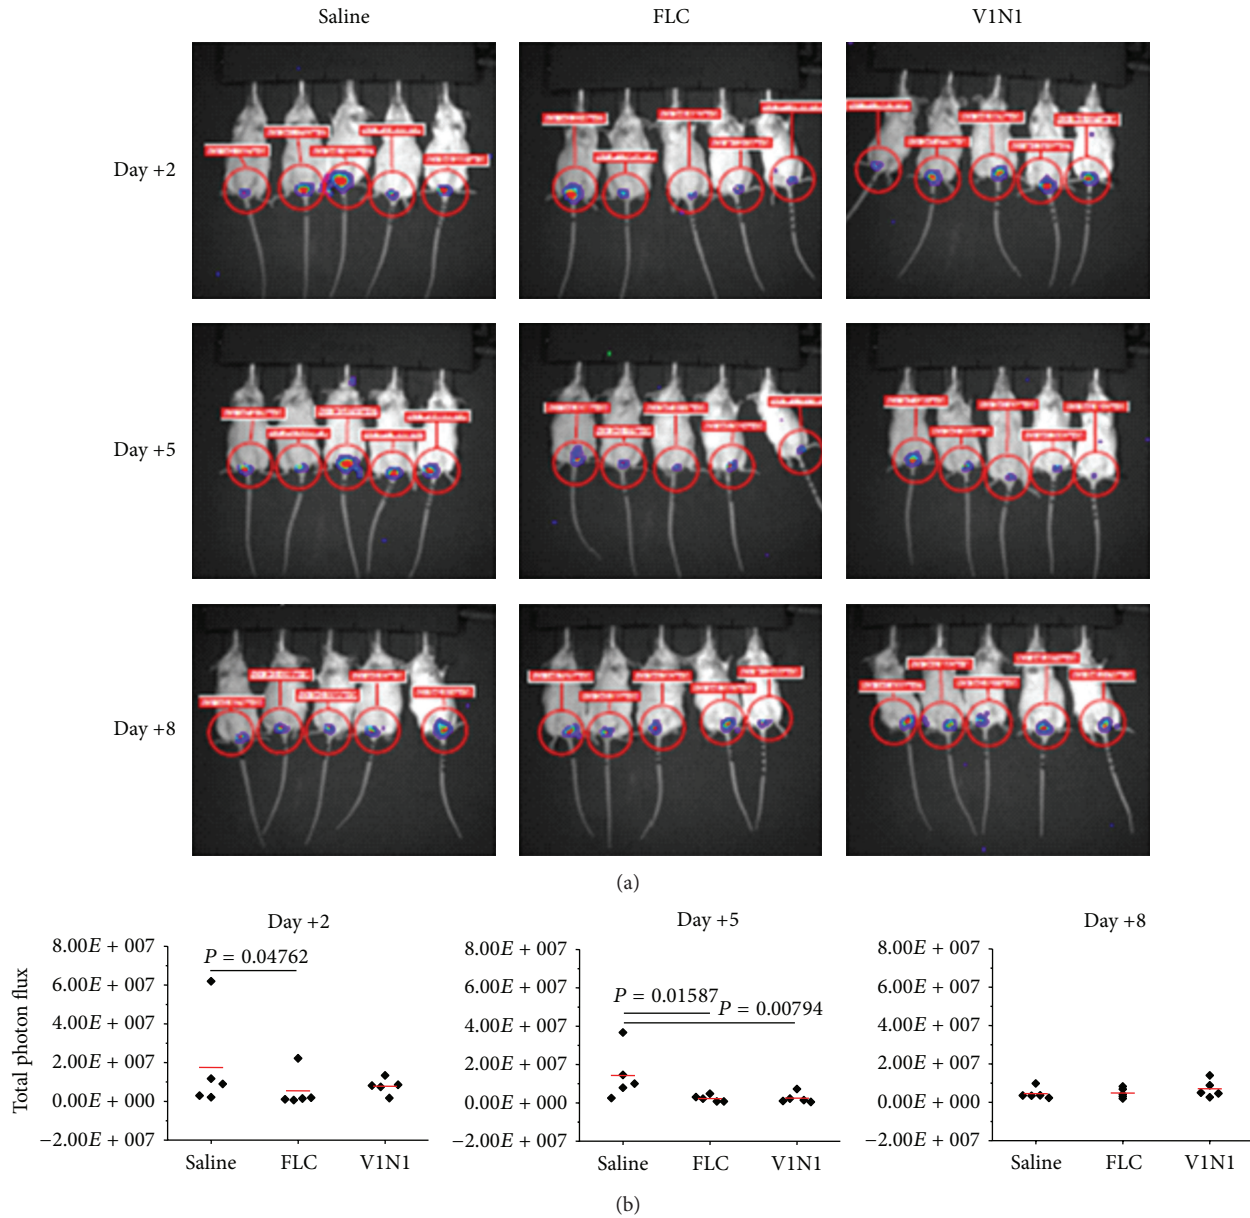 Saline FLC V1N1
Day +2
Day +5
Day +8
(a)
Day +2
Total photon flux
8.00E + 007
6.00E + 007
4.00E + 007
2.00E + 007
0.00E + 000
−2.00E + 007
P = 0.04762
Saline FLC V1N1
Day +5
8.00E + 007
6.00E + 007
4.00E + 007
2.00E + 007
0.00E + 000
−2.00E + 007
P = 0.01587
P = 0.00794
Saline FLC V1N1
Day +8
8.00E + 007
6.00E + 007
4.00E + 007
2.00E + 007
0.00E + 000
−2.00E + 007
Saline FLC V1N1
(b)